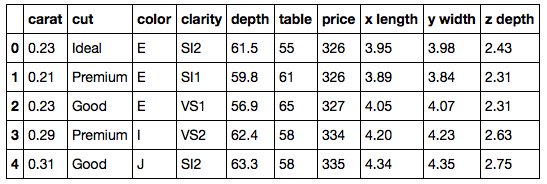 carat cut color clarity depth table price x length y width z depth
0 0.23 Ideal E SI2 61.5 55 326 3.95 3.98 2.43
1 0.21 Premium E SI1 59.8 61 326 3.89 3.84 2.31
2 0.23 Good E VS1 56.9 65 327 4.05 4.07 2.31
3 0.29 Premium I VS2 62.4 58 334 4.20 4.23 2.63
4 0.31 Good J SI2 63.3 58 335 4.34 4.35 2.75